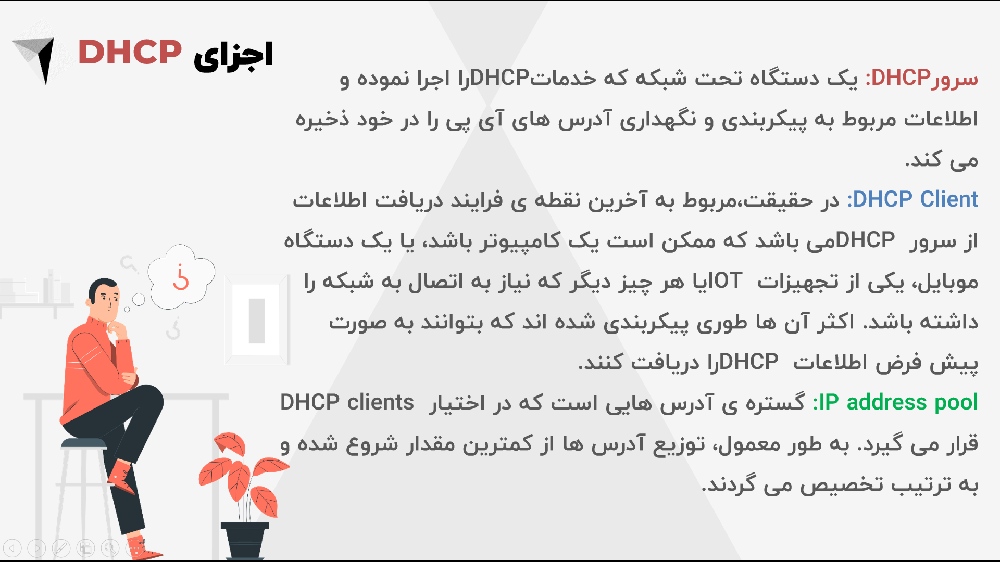 اجزای DHCP
سرورDHCP: یک دستگاه تحت شبکه که خدماتDHCPرا اجرا نموده و
اطلاعات مربوط به پیکربندی و نگهداری آدرس های آی پی را در خود ذخیره
می کند.
DHCP Client: در حقیقت،مربوط به آخرین نقطه ی فرایند دریافت اطلاعات
از سرور DHCPمی باشد که ممکن است یک کامپیوتر باشد، یا یک دستگاه
موبایل، یکی از تجهیزات IOTیا هر چیز دیگر که نیاز به اتصال به شبکه را
داشته باشد. اکثر آن ها طوری پیکربندی شده اند که بتوانند به صورت
پیش فرض اطلاعات DHCPرا دریافت کنند.
IP address pool: گستره ی آدرس هایی است که در اختیار DHCP clients
قرار می گیرد. به طور معمول، توزیع آدرس ها از کمترین مقدار شروع شده و
به ترتیب تخصیص می گردند.